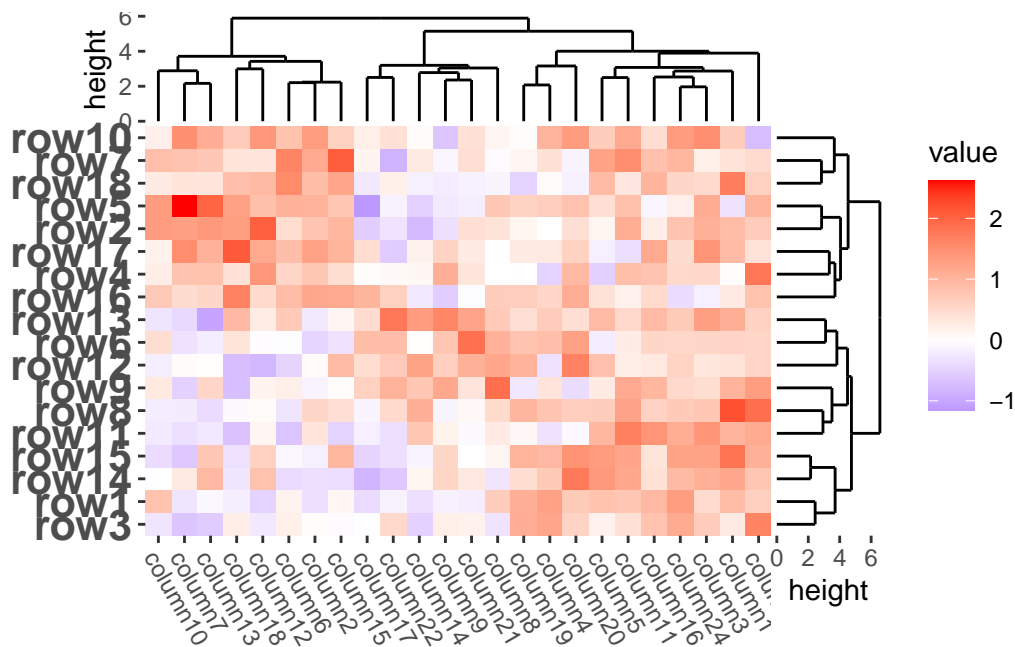 6
4
2
0
height
row10
row7
row18
row5
row2
row17
row4
row16
row13
row6
row12
row9
row8
row11
row15
row14
row1
row3
column10
column7
column13
column18
column12
column6
column2
column15
column17
column22
column14
column9
column21
column8
column19
column4
column20
column5
column11
column16
column24
column3
0 2 4 6
height
value
2
1
0
−1